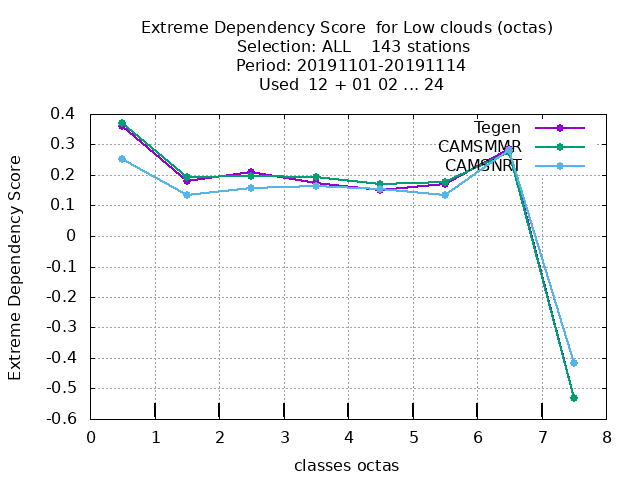 Extreme Dependency Score  for Low clouds (octas)
Selection: ALL    143 stations
Period: 20191101-20191114
Used  12 + 01 02 ... 24
Tegen
CAMSMMR
CAMSNRT
Extreme Dependency Score
0.4
0.3
0.2
0.1
0
-0.1
-0.2
-0.3
-0.4
-0.5
-0.6
0 1 2 3 4 5 6 7 8
classes octas